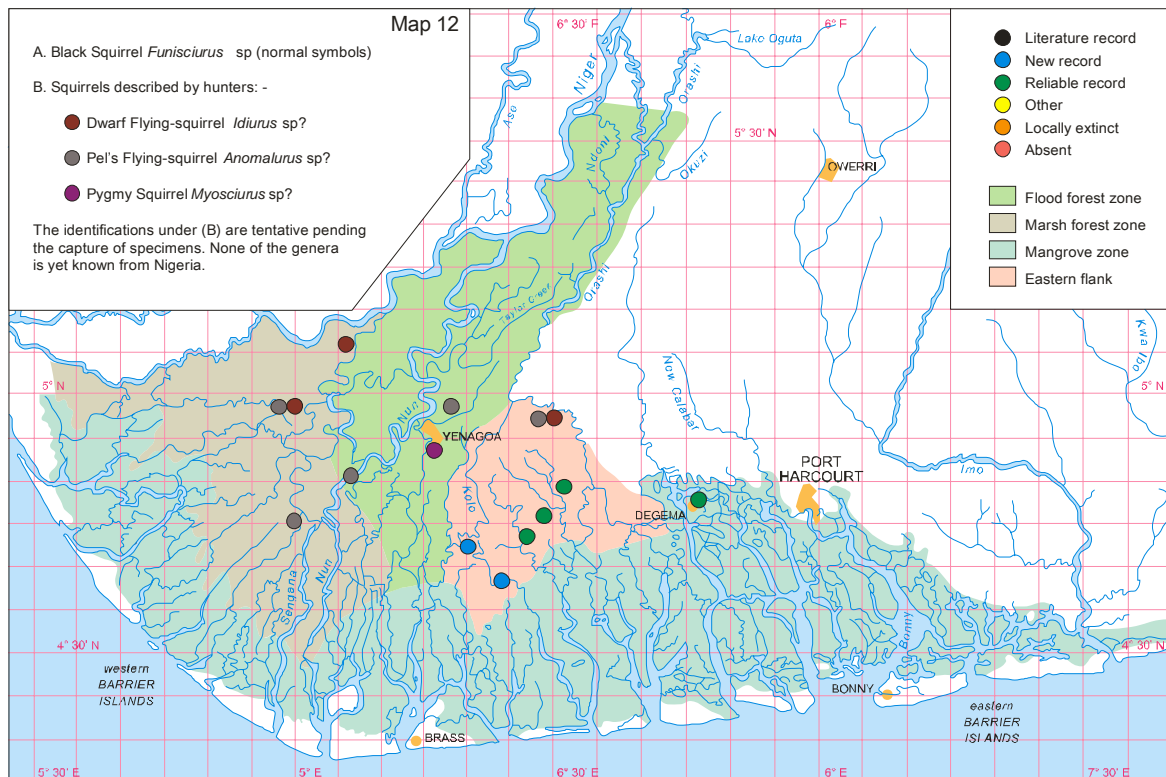 Map 12
A. Black Squirrel Funisciurus sp (normal symbols)
B. Squirrels described by hunters: -
Dwarf Flying-squirrel Idiurus sp?
Pel's Flying-squirrel Anomalurus sp?
Pygmy Squirrel Myosciurus sp?
The identifications under (B) are tentative pending
the capture of specimens. None of the genera
is yet known from Nigeria.
Literature record
New record
Reliable record
Other
Locally extinct
Absent
Flood forest zone
Marsh forest zone
Mangrove zone
Eastern flank
6° 30' F
6° F
Lako Oguta
Niger
Orashi
Aso
Ndoni
Okuzi
5° 30' N
OWERRI
Orashi
Taylor Creek
Kwa Ibo
5° N
5° N
Nun
YENAGOA
Now Calabar
Imo
PORT
HARCOURT
Kolo
DEGEMA
Sengana
Nun
Bonny
4° 30' N
4° 30' N
western
BARRIER
ISLANDS
BONNY
eastern
BARRIER
ISLANDS
BRASS
5° 30' E
5° E
6° 30' E
6° E
7° 30' E